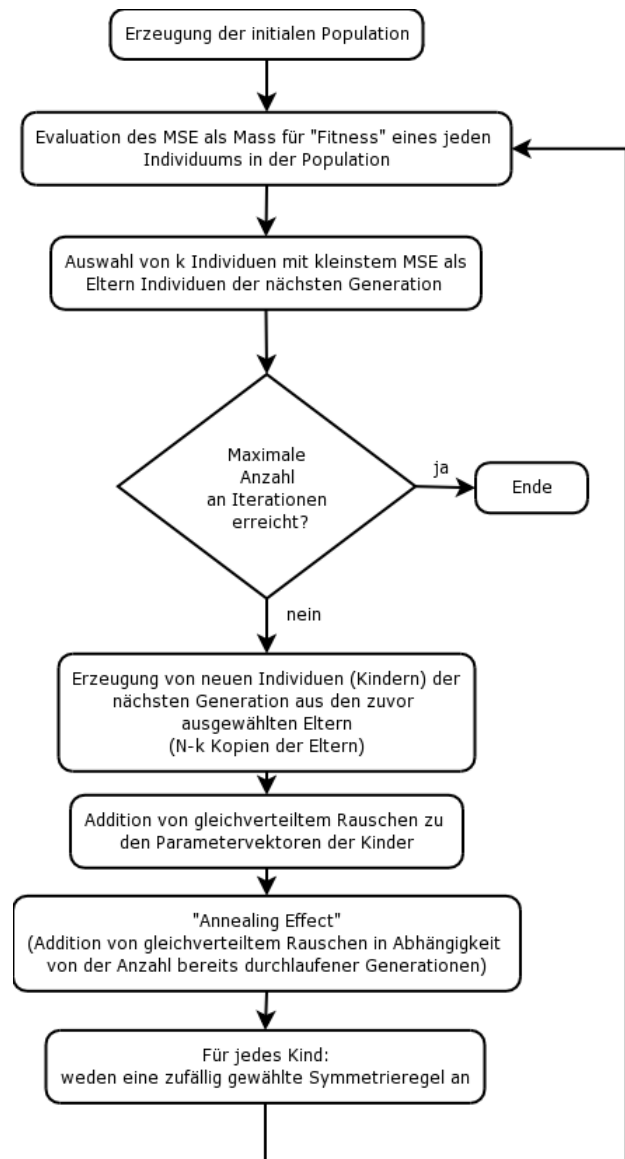 Erzeugung der initialen Population
Evaluation des MSE als Mass für "Fitness" eines jeden
Individuums in der Population
Auswahl von k Individuen mit kleinstem MSE als
Eltern Individuen der nächsten Generation
Maximale
Anzahl
an Iterationen
erreicht?
ja
Ende
nein
Erzeugung von neuen Individuen (Kindern) der
nächsten Generation aus den zuvor
ausgewählten Eltern
(N-k Kopien der Eltern)
Addition von gleichverteiltem Rauschen zu
den Parametervektoren der Kinder
"Annealing Effect"
(Addition von gleichverteiltem Rauschen in Abhängigkeit
von der Anzahl bereits durchlaufener Generationen)
Für jedes Kind:
weden eine zufällig gewählte Symmetrieregel an